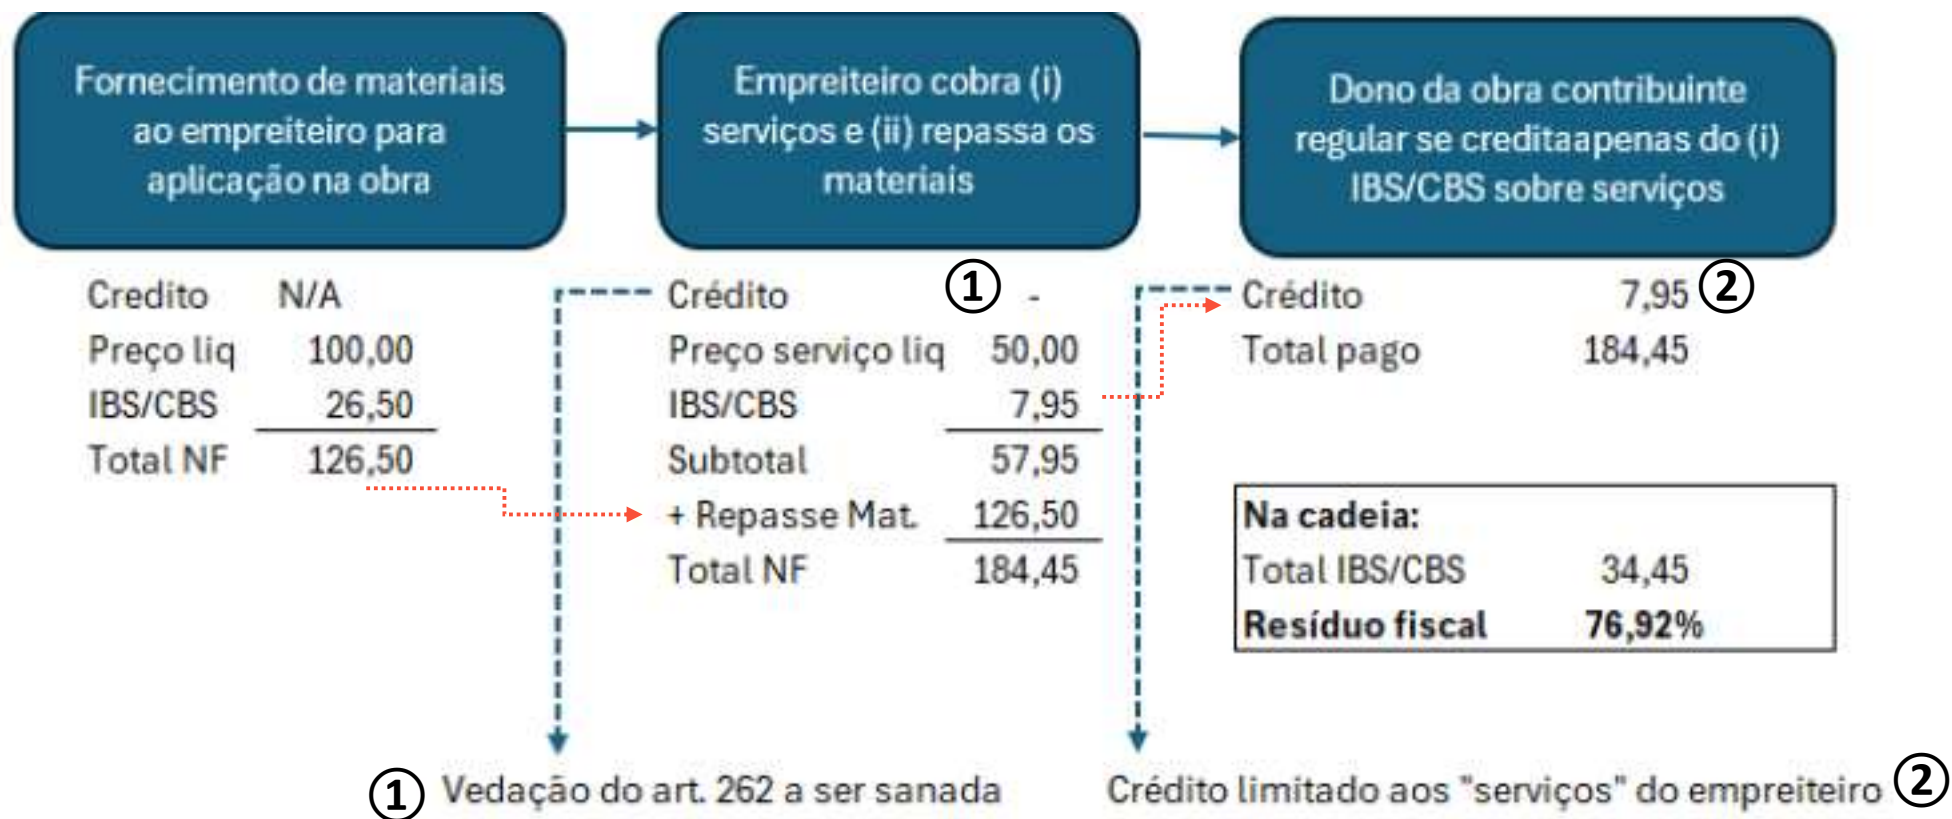 Fornecimento de materiais
ao empreiteiro para
aplicação na obra
Empreiteiro cobra (i)
serviços e (ii) repassa os
materiais
Dono da obra contribuinte
regular se creditaapenas do (i)
IBS/CBS sobre serviços
Credito N/A
Preço liq 100,00
IBS/CBS 26,50
Total NF 126,50
Crédito ① -
Preço serviço liq 50,00
IBS/CBS 7,95
Subtotal 57,95
+ Repasse Mat. 126,50
Total NF 184,45
Crédito 7,95 ②
Total pago 184,45
Na cadeia:
Total IBS/CBS 34,45
Resíduo fiscal 76,92%
① Vedação do art. 262 a ser sanada
Crédito limitado aos "serviços" do empreiteiro ②